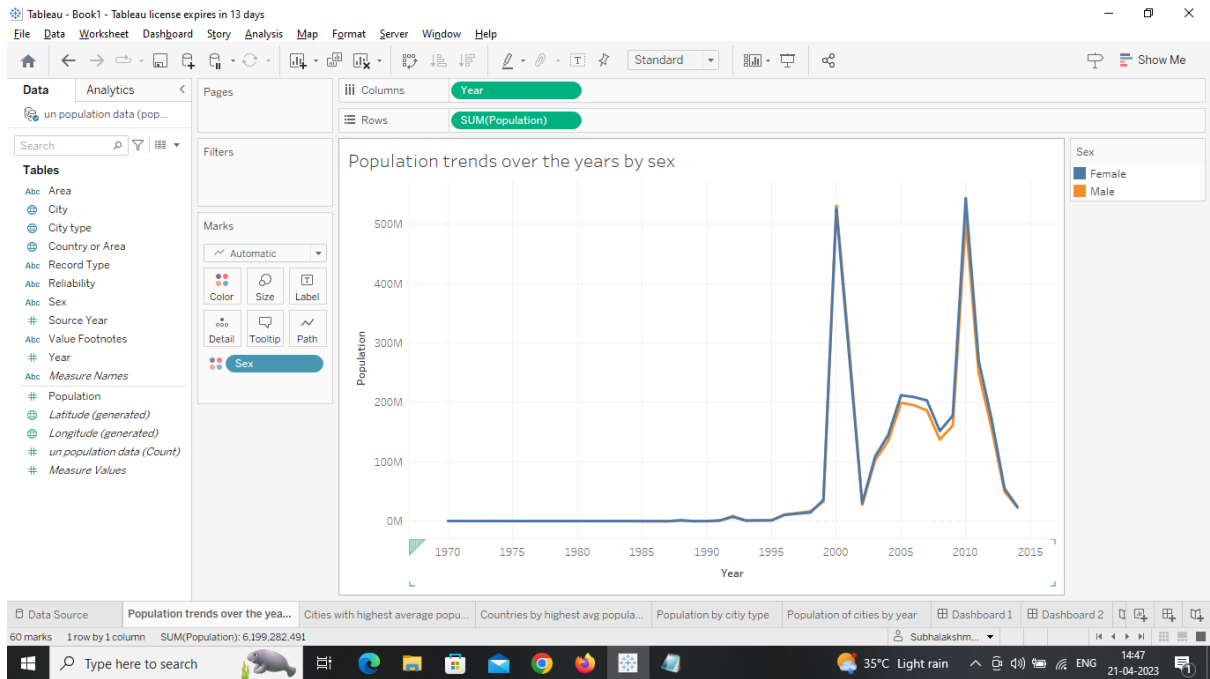 Tableau - Book1 - Tableau license expires in 13 days
File Data Worksheet Dashboard Story Analysis Map Format Server Window Help
Standard
Show Me
Data Analytics
un population data (pop...
Search
Tables
Abc Area
City
City type
Country or Area
Abc Record Type
Abc Reliability
Abc Sex
# Source Year
Abc Value Footnotes
# Year
Abc Measure Names
# Population
Latitude (generated)
Longitude (generated)
# un population data (Count)
# Measure Values
Pages
Filters
Marks
Automatic
Color Size Label
Detail Tooltip Path
Sex
Columns Year
Rows SUM(Population)
Population trends over the years by sex
Population
500M
400M
300M
200M
100M
0M
1970 1975 1980 1985 1990 1995 2000 2005 2010 2015
Year
Sex
Female
Male
Data Source Population trends over the yea... Cities with highest average popu... Countries by highest avg popula... Population by citiy type Population of cities by year Dashboard 1 Dashboard 2
60 marks 1 row by 1 column SUM(Population): 6,199,282,491
Subhalakshm...
Type here to search
35°C Light rain
ENG
14:47
21-04-2023
1